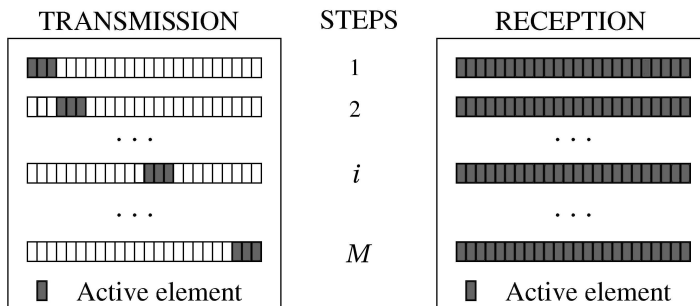 TRANSMISSION STEPS RECEPTION
1
2
. . . . . .
i
. . . . . .
M
Active element Active element